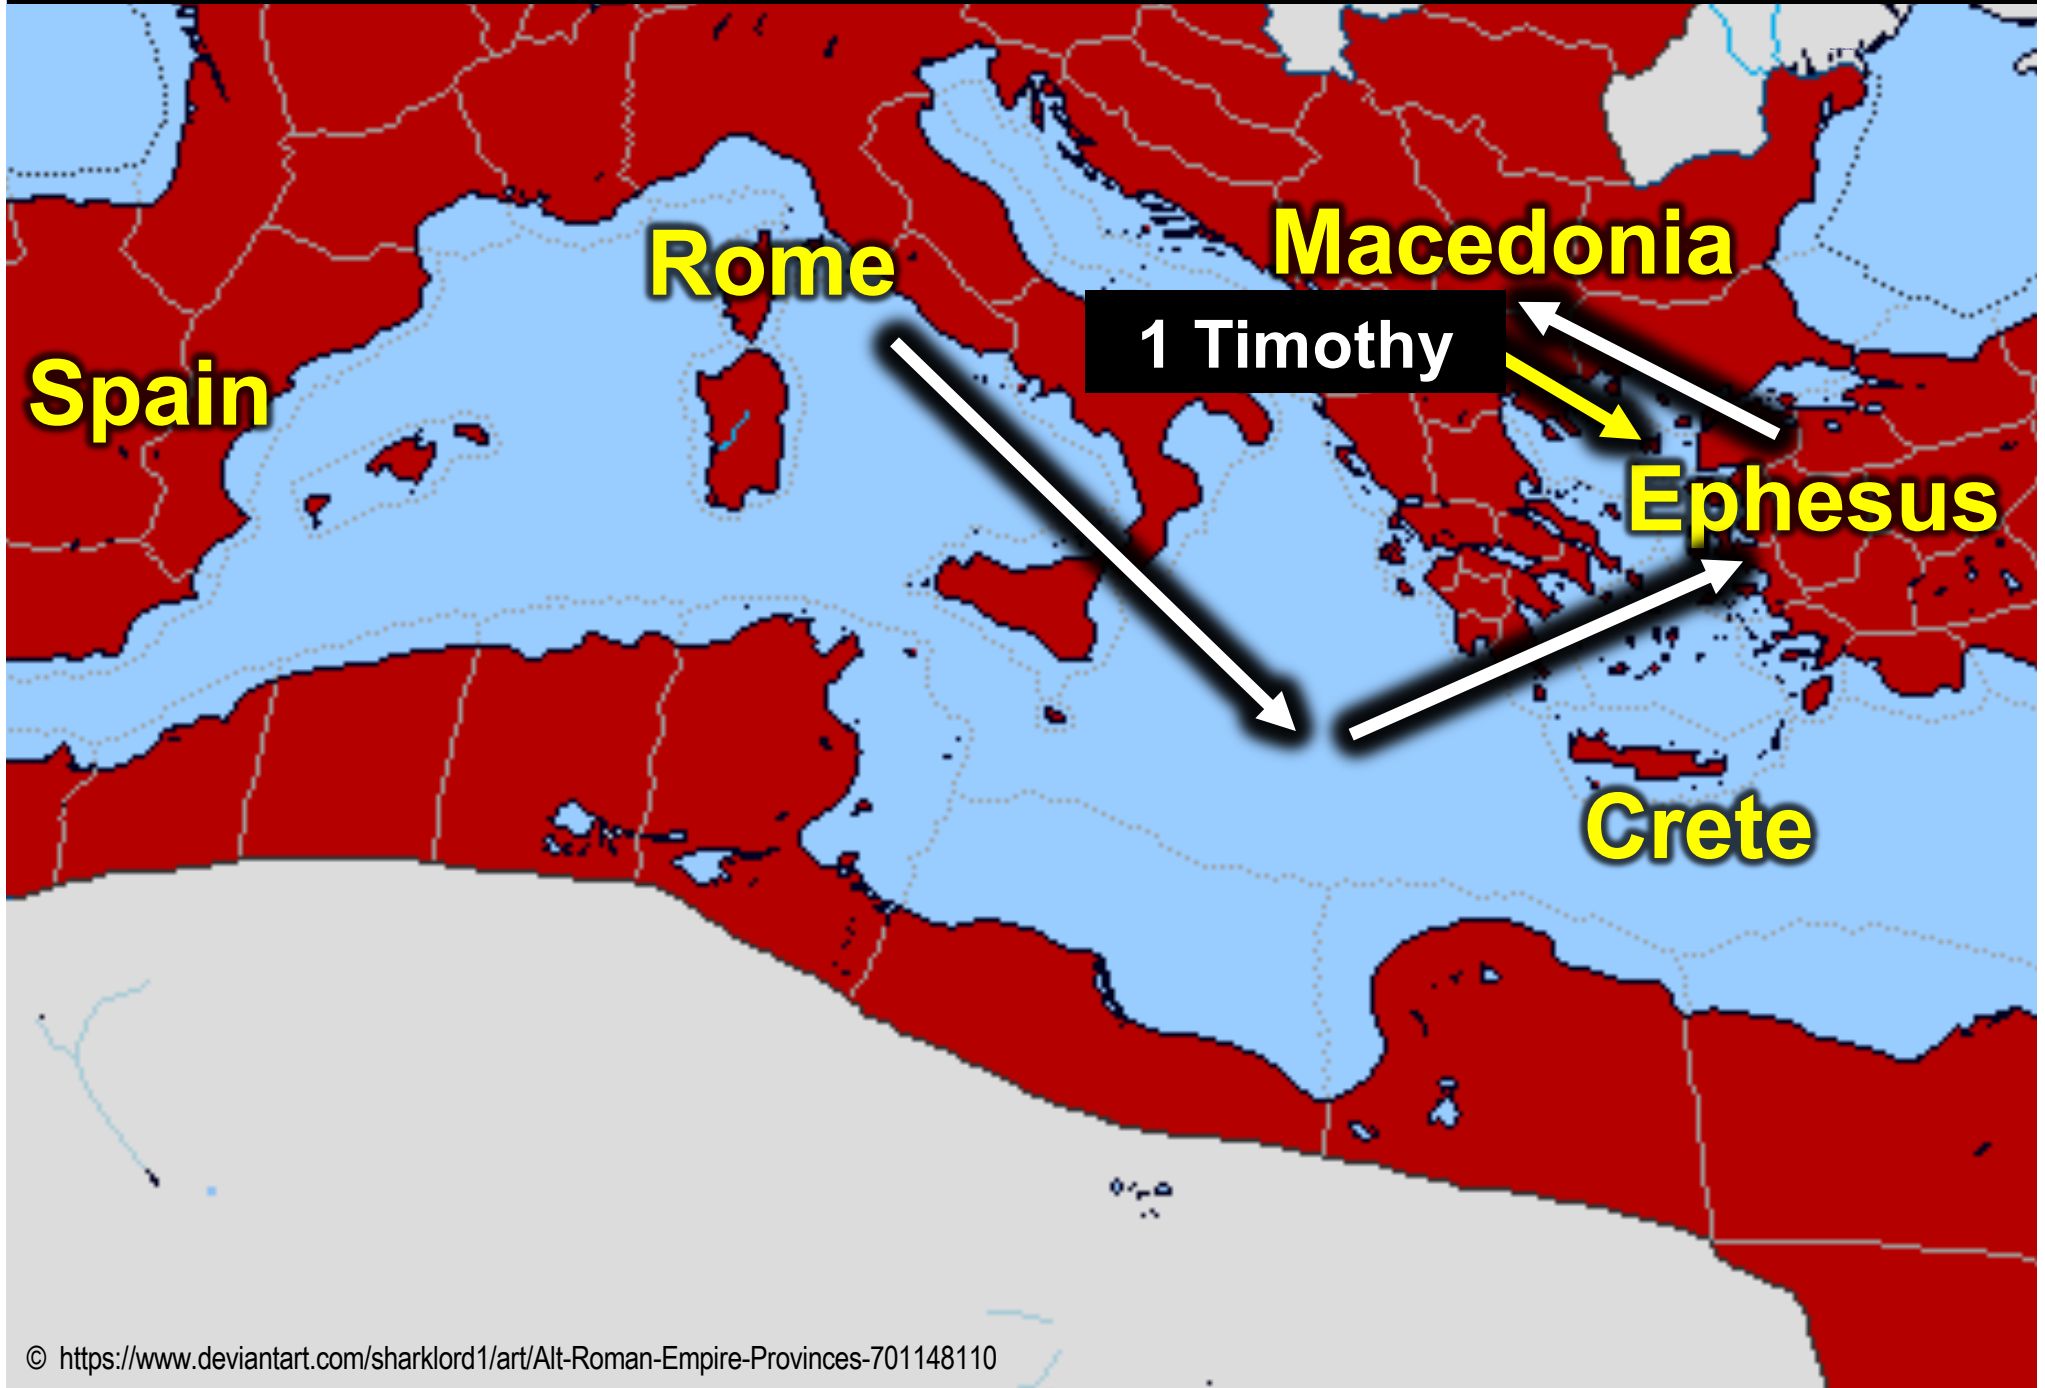 Macedonia
Rome
1 Timothy
Spain
Ephesus
Crete
© https://www.deviantart.com/sharklord1/art/Alt-Roman-Empire-Provinces-701148110